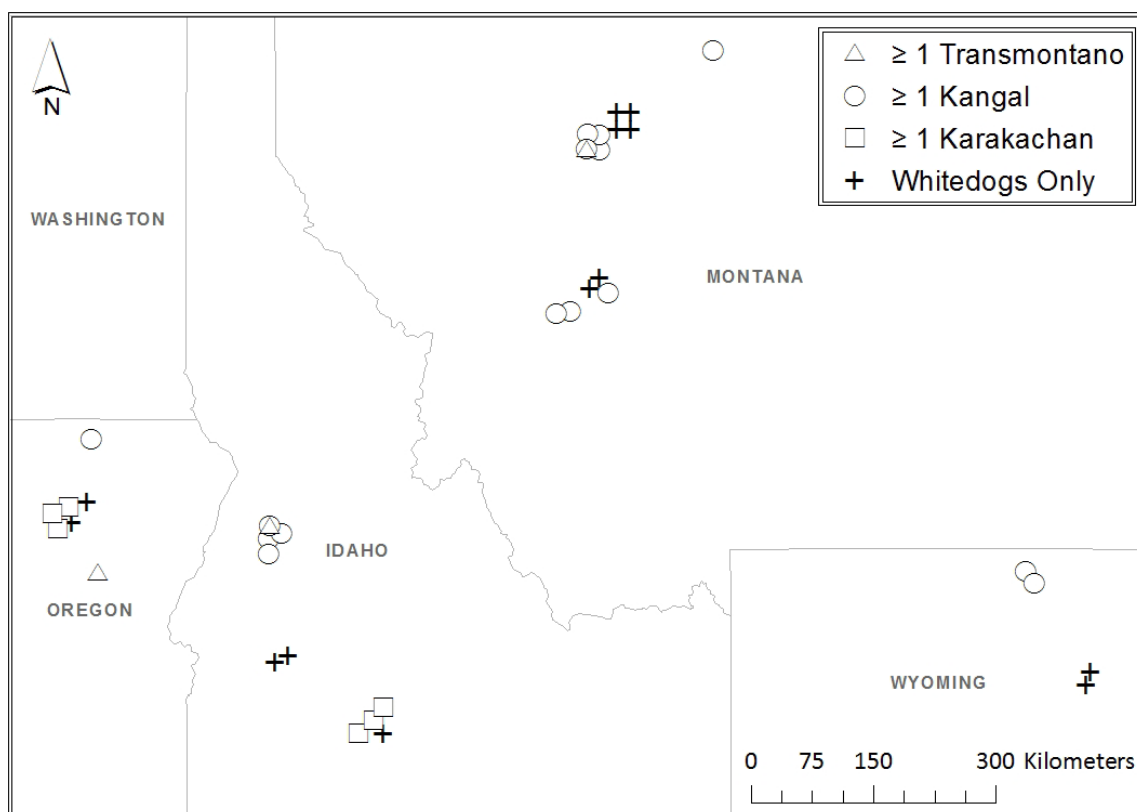 ≥ 1 Transmontano
≥ 1 Kangal
≥ 1 Karakachan
Whitedogs Only
N
WASHINGTON
MONTANA
IDAHO
OREGON
WYOMING
0 75 150 300 Kilometers